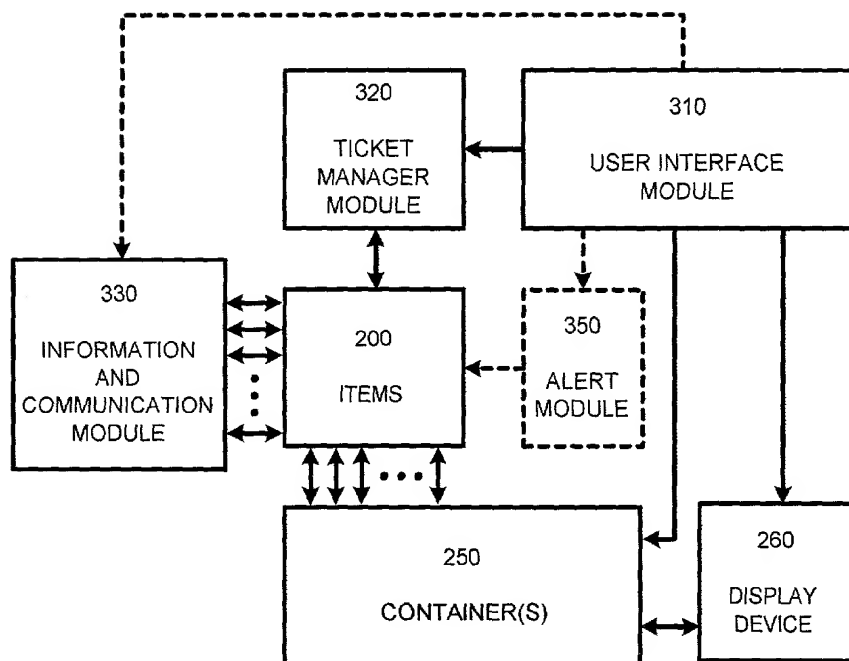 320
TICKET
MANAGER
MODULE
310
USER INTERFACE
MODULE
330
INFORMATION
AND
COMMUNICATION
MODULE
200
ITEMS
350
ALERT
MODULE
250
CONTAINER(S)
260
DISPLAY
DEVICE